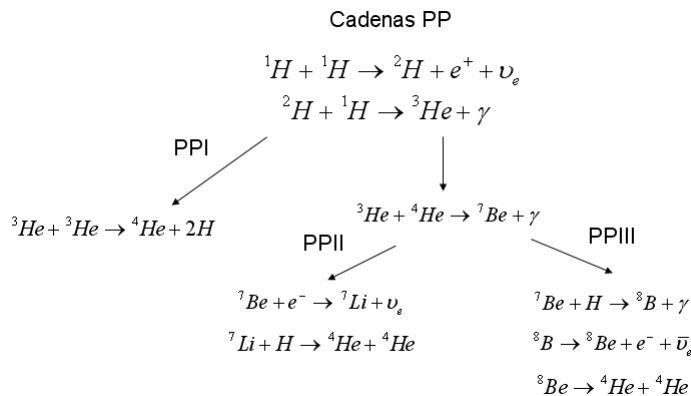 Cadenas PP
¹H + ¹H → ²H + e⁺ + υₑ
²H + ¹H → ³He + γ
PPI
³He + ³He → ⁴He + 2H
³He + ⁴He → ⁷Be + γ
PPII
PPIII
⁷Be + e⁻ → ⁷Li + υₑ
⁷Li + H → ⁴He + ⁴He
⁷Be + H → ⁸B + γ
⁸B → ⁸Be + e⁻ + ῡₑ
⁸Be → ⁴He + ⁴He